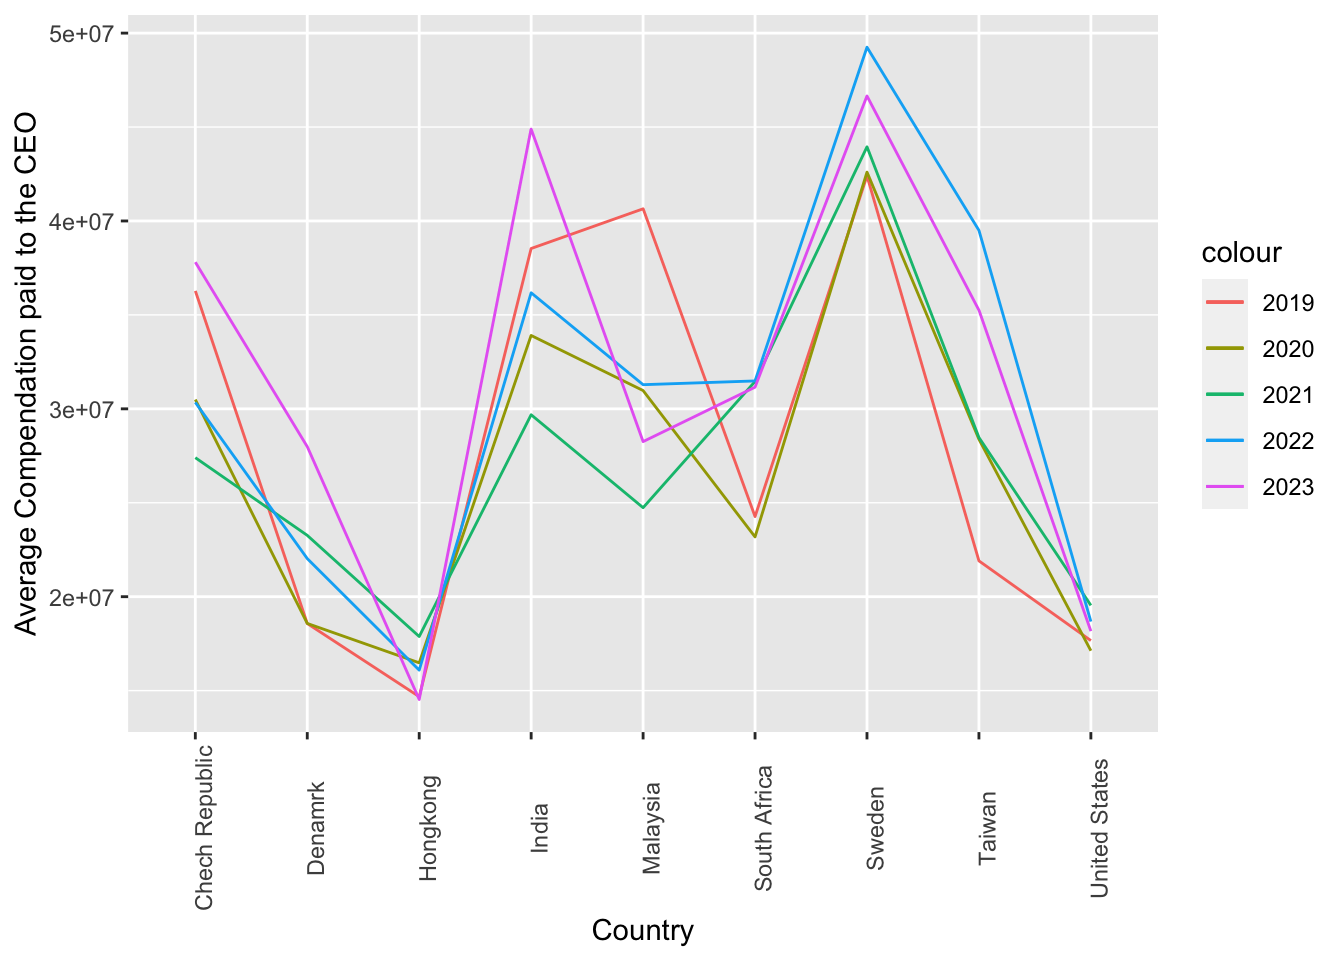 Average Compendation paid to the CEO
5e+07
4e+07
3e+07
2e+07
Chech Republic
Denamrk
Hongkong
India
Malaysia
South Africa
Sweden
Taiwan
United States
Country
colour
2019
2020
2021
2022
2023